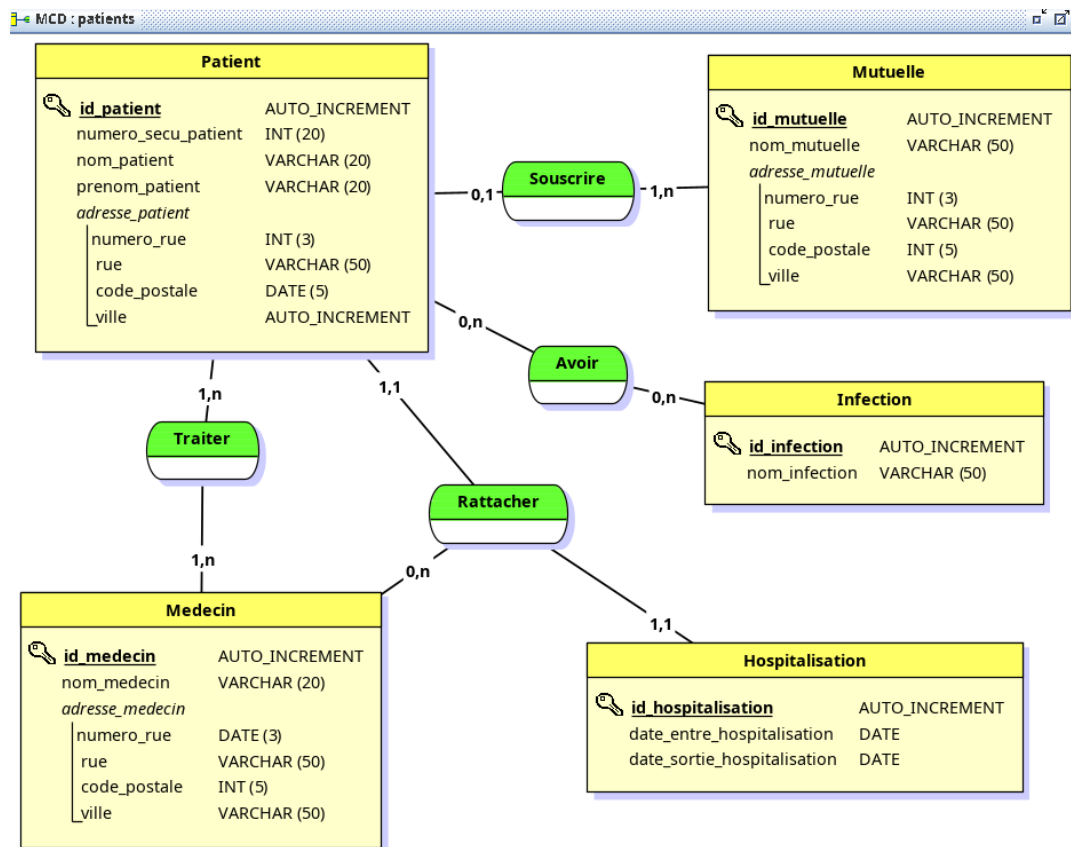 MCD : patients
Patient
id_patient AUTO_INCREMENT
numero_secu_patient INT (20)
nom_patient VARCHAR (20)
prenom_patient VARCHAR (20)
adresse_patient
numero_rue INT (3)
rue VARCHAR (50)
code_postale DATE (5)
ville AUTO_INCREMENT
Souscrire
0,1
1,n
Mutuelle
id_mutuelle AUTO_INCREMENT
nom_mutuelle VARCHAR (50)
adresse_mutuelle
numero_rue INT (3)
rue VARCHAR (50)
code_postale INT (5)
ville VARCHAR (50)
0,n
Avoir
0,n
Infection
id_infection AUTO_INCREMENT
nom_infection VARCHAR (50)
1,n
Traiter
1,n
1,1
Rattacher
0,n
1,1
Medecin
id_medecin AUTO_INCREMENT
nom_medecin VARCHAR (20)
adresse_medecin
numero_rue DATE (3)
rue VARCHAR (50)
code_postale INT (5)
ville VARCHAR (50)
Hospitalisation
id_hospitalisation AUTO_INCREMENT
date_entre_hospitalisation DATE
date_sortie_hospitalisation DATE